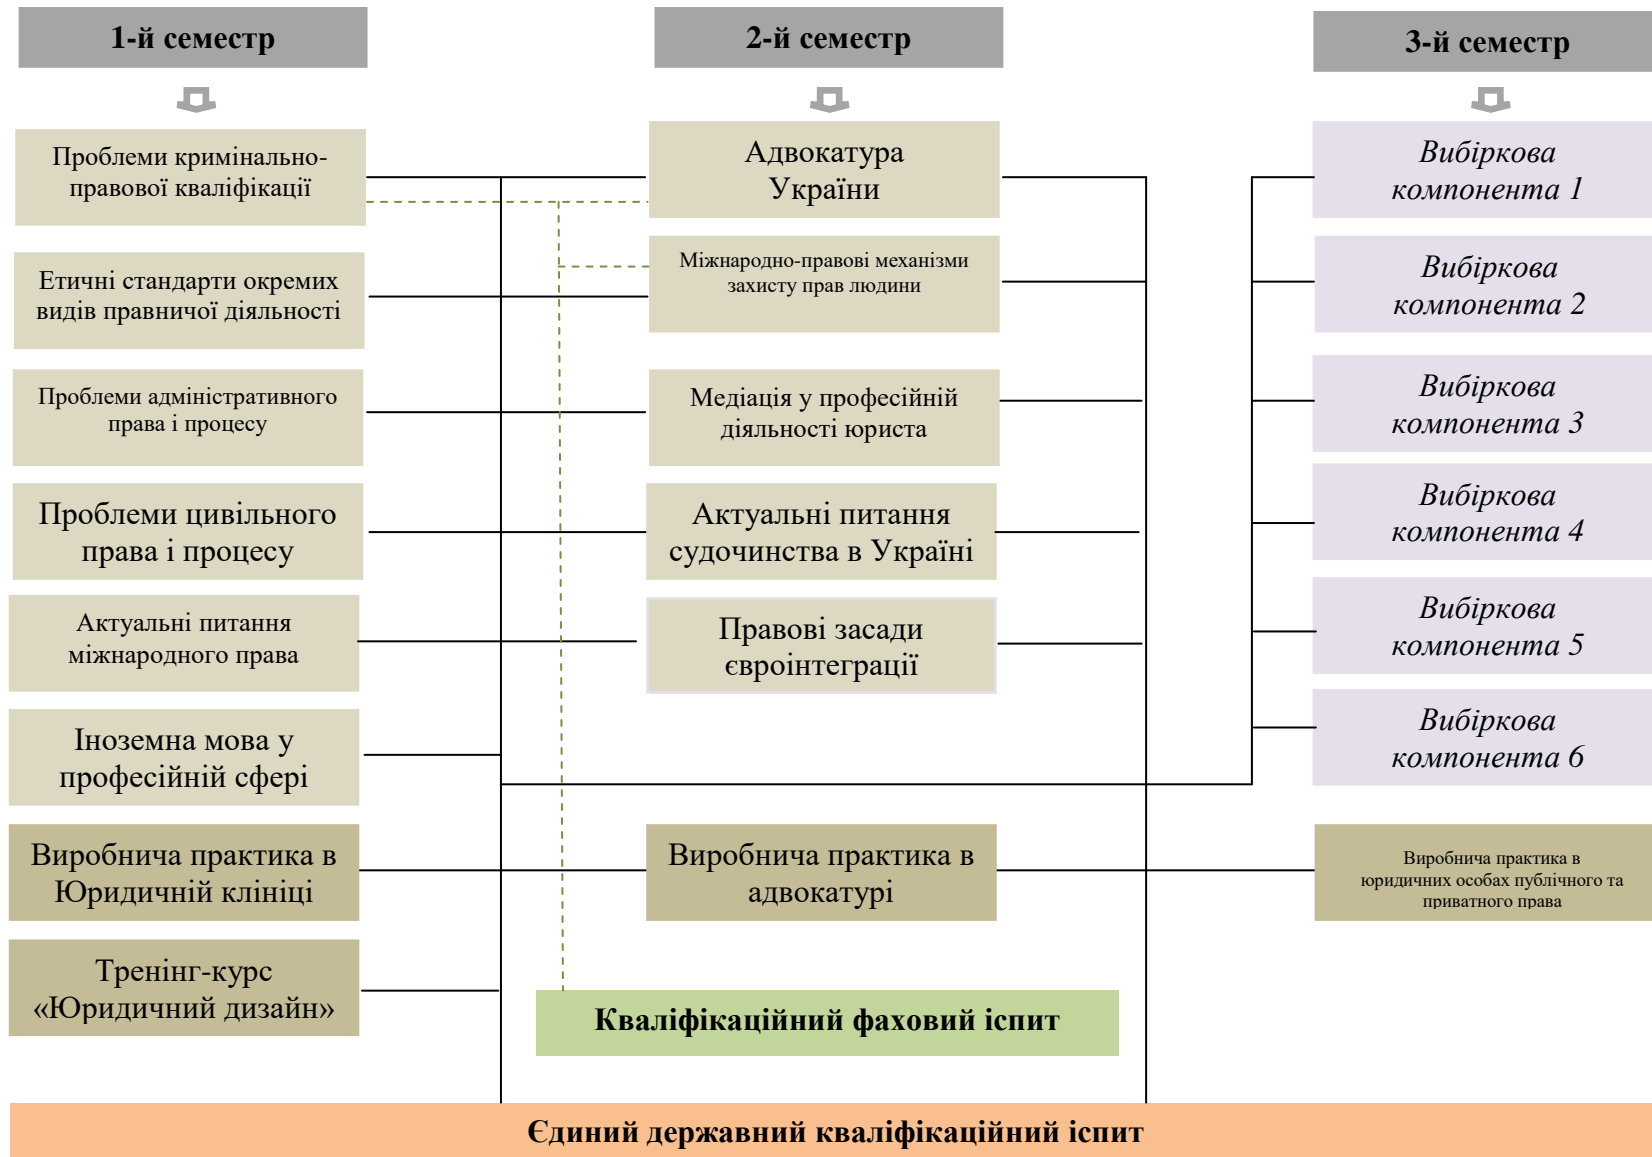 1-й семестр
2-й семестр
3-й семестр
Проблеми кримінально-
правової кваліфікації
Адвокатура
України
Вибіркова
компонента 1
Етичні стандарти окремих
видів правничої діяльності
Міжнародно-правові механізми
захисту прав людини
Вибіркова
компонента 2
Проблеми адміністративного
права і процесу
Медіація у професійній
діяльності юриста
Вибіркова
компонента 3
Проблеми цивільного
права і процесу
Актуальні питання
судочинства в Україні
Вибіркова
компонента 4
Актуальні питання
міжнародного права
Правові засади
євроінтеграції
Вибіркова
компонента 5
Іноземна мова у
професійній сфері
Вибіркова
компонента 6
Виробнича практика в
Юридичній клініці
Виробнича практика в
адвокатурі
Виробнича практика в
юридичних особах публічного та
приватного права
Тренінг-курс
«Юридичний дизайн»
Кваліфікаційний фаховий іспит
Єдиний державний кваліфікаційний іспит